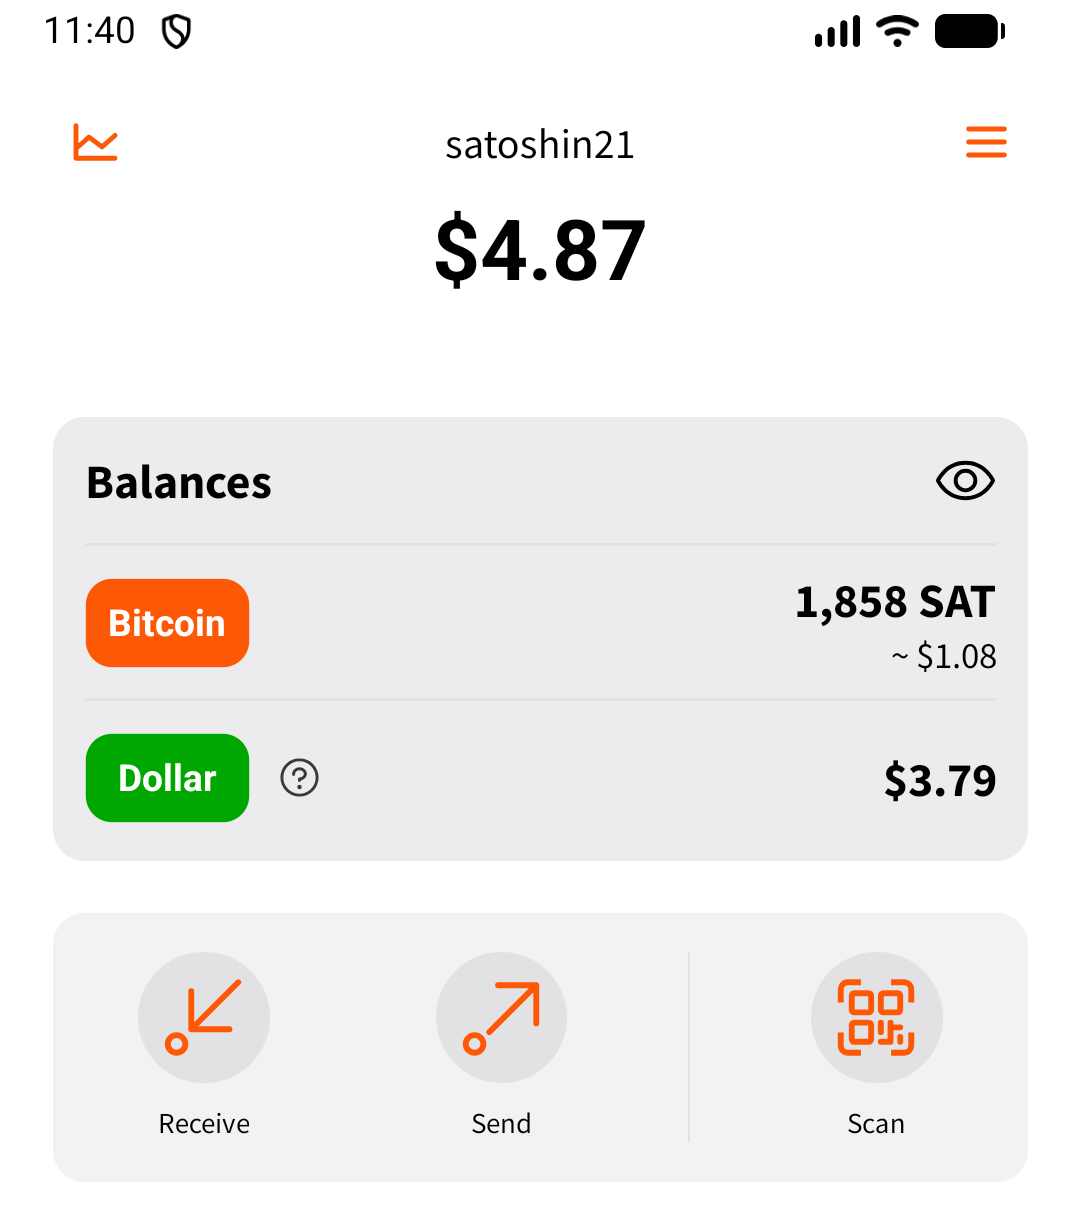 11:40
satoshin21
$4.87
Balances
Bitcoin
1,858 SAT
~ $1.08
Dollar
$3.79
Receive
Send
Scan